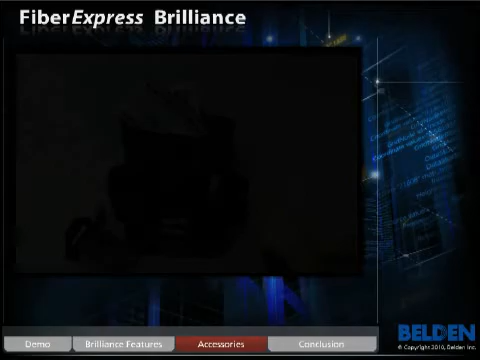 FiberExpress Brilliance
Demo
Brilliance Features
Accessories
Conclusion
BELDEN
© Copyright 2010, Belden Inc.